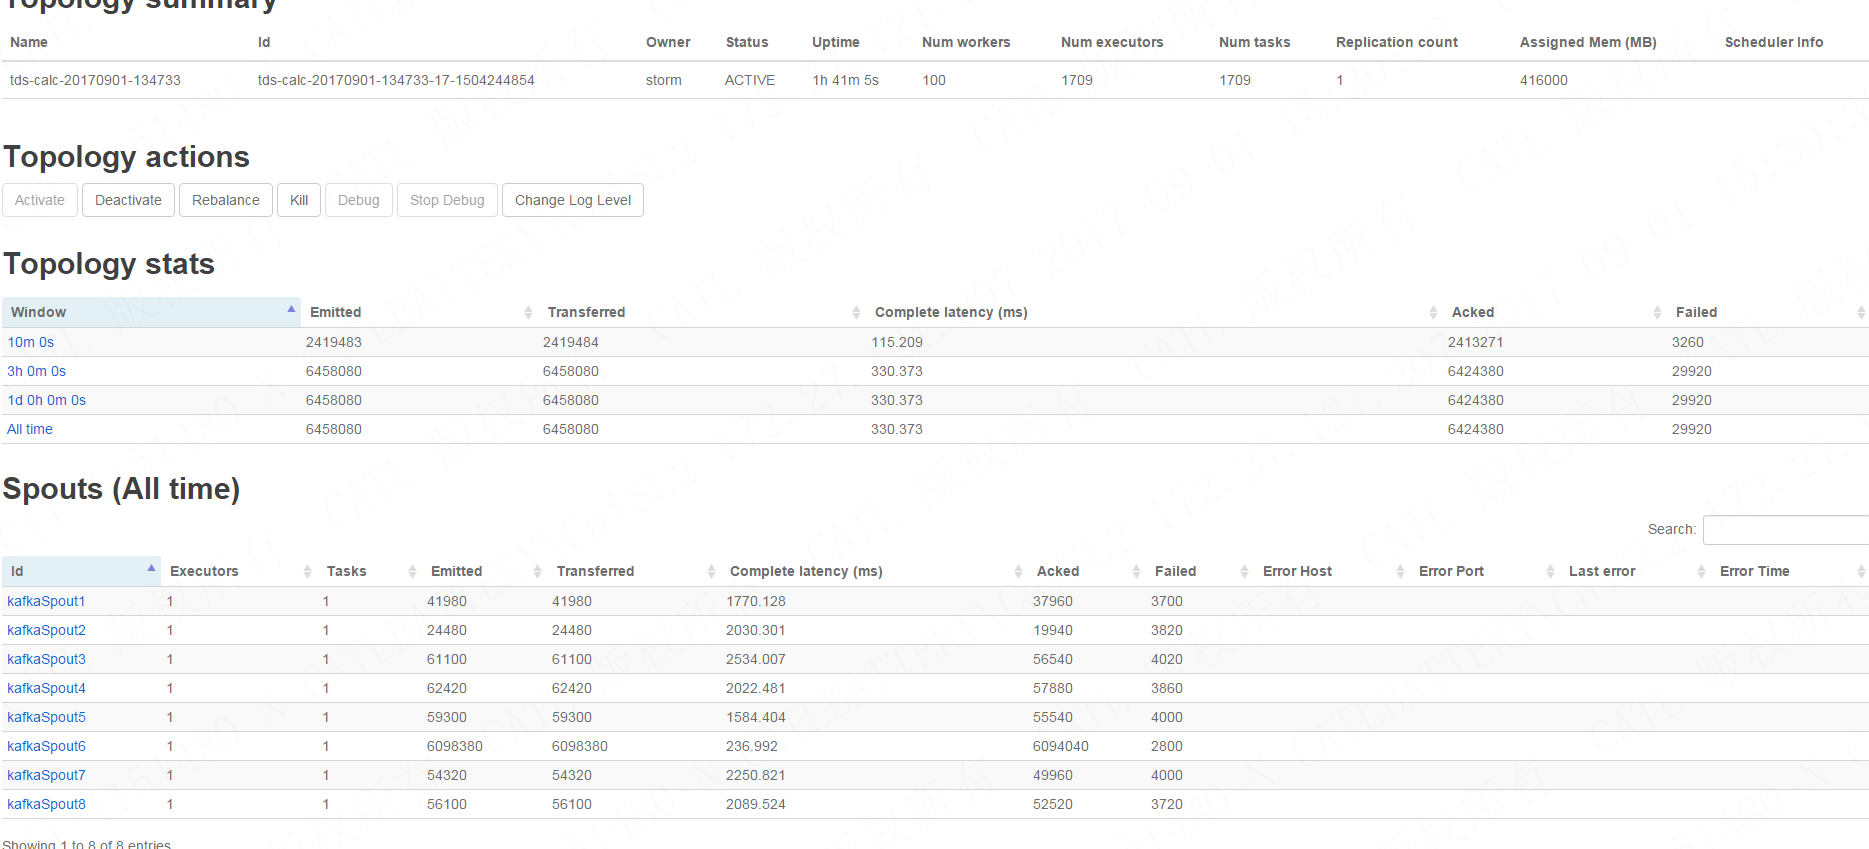 Topology summary
Name Id Owner Status Uptime Num workers Num executors Num tasks Replication count Assigned Mem (MB) Scheduler Info
tds-calc-20170901-134733 tds-calc-20170901-134733-17-1504244854 storm ACTIVE 1h 41m 5s 100 1709 1709 1 416000
Topology actions
Activate Deactivate Rebalance Kill Debug Stop Debug Change Log Level
Topology stats
Window Emitted Transferred Complete latency (ms) Acked Failed
10m 0s 2419483 2419484 115.209 2413271 3260
3h 0m 0s 6458080 6458080 330.373 6424380 29920
1d 0h 0m 0s 6458080 6458080 330.373 6424380 29920
All time 6458080 6458080 330.373 6424380 29920
Spouts (All time)
Search:
Id Executors Tasks Emitted Transferred Complete latency (ms) Acked Failed Error Host Error Port Last error Error Time
kafkaSpout1 1 1 41980 41980 1770.128 37960 3700
kafkaSpout2 1 1 24480 24480 2030.301 19940 3820
kafkaSpout3 1 1 61100 61100 2534.007 56540 4020
kafkaSpout4 1 1 62420 62420 2022.481 57880 3860
kafkaSpout5 1 1 59300 59300 1584.404 55540 4000
kafkaSpout6 1 1 6098380 6098380 236.992 6094040 2800
kafkaSpout7 1 1 54320 54320 2250.821 49960 4000
kafkaSpout8 1 1 56100 56100 2089.524 52520 3720
Showing 1 to 8 of 8 entries